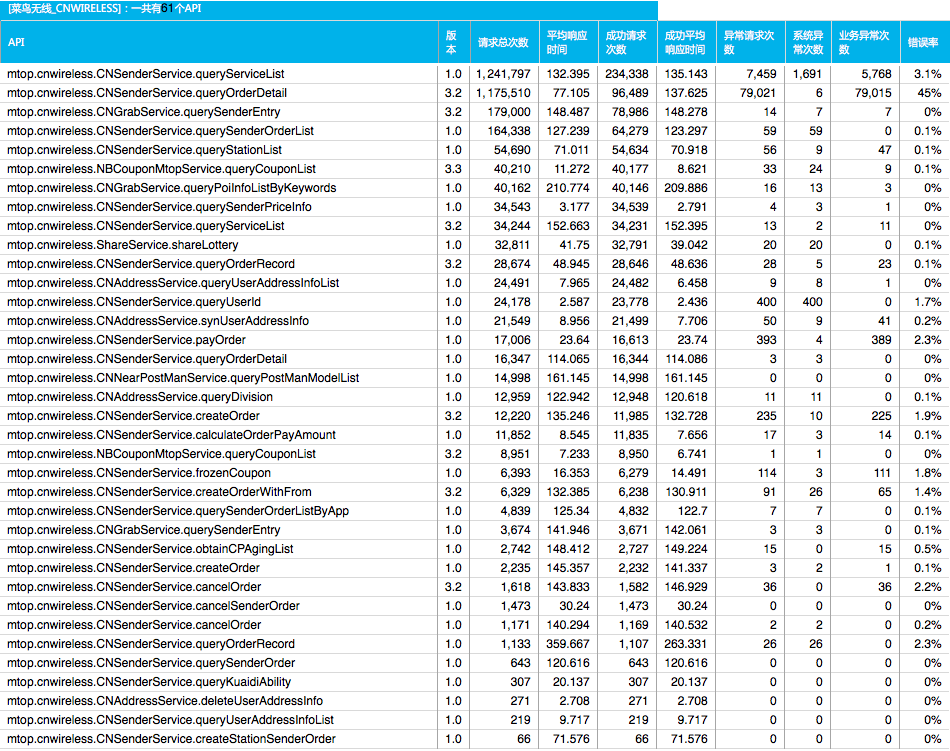 [菜鸟无线_CNWIRELESS]：一共有61个API
API 版本 请求总次数 平均响应时间 成功请求次数 成功平均响应时间 异常请求次数 系统异常次数 业务异常次数 错误率
mtop.cnwireless.CNSenderService.queryServiceList 1.0 1,241,797 132.395 234,338 135.143 7,459 1,691 5,768 3.1%
mtop.cnwireless.CNSenderService.queryOrderDetail 3.2 1,175,510 77.105 96,489 137.625 79,021 6 79,015 45%
mtop.cnwireless.CNGrabService.querySenderEntry 3.2 179,000 148.487 78,986 148.278 14 7 7 0%
mtop.cnwireless.CNSenderService.querySenderOrderList 1.0 164,338 127.239 64,279 123.297 59 59 0 0.1%
mtop.cnwireless.CNSenderService.queryStationList 1.0 54,690 71.011 54,634 70.918 56 9 47 0.1%
mtop.cnwireless.NBCouponMtopService.queryCouponList 3.3 40,210 11.272 40,177 8.621 33 24 9 0.1%
mtop.cnwireless.CNGrabService.queryPoiInfoListByKeywords 1.0 40,162 210.774 40,146 209.886 16 13 3 0%
mtop.cnwireless.CNSenderService.querySenderPriceInfo 1.0 34,543 3.177 34,539 2.791 4 3 1 0%
mtop.cnwireless.CNSenderService.queryServiceList 3.2 34,244 152.663 34,231 152.395 13 2 11 0%
mtop.cnwireless.ShareService.shareLottery 1.0 32,811 41.75 32,791 39.042 20 20 0 0.1%
mtop.cnwireless.CNSenderService.queryOrderRecord 3.2 28,674 48.945 28,646 48.636 28 5 23 0.1%
mtop.cnwireless.CNAddressService.queryUserAddressInfoList 1.0 24,491 7.965 24,482 6.458 9 8 1 0%
mtop.cnwireless.CNSenderService.queryUserId 1.0 24,178 2.587 23,778 2.436 400 400 0 1.7%
mtop.cnwireless.CNAddressService.synUserAddressInfo 1.0 21,549 8.956 21,499 7.706 50 9 41 0.2%
mtop.cnwireless.CNSenderService.payOrder 1.0 17,006 23.64 16,613 23.74 393 4 389 2.3%
mtop.cnwireless.CNSenderService.queryOrderDetail 1.0 16,347 114.065 16,344 114.086 3 3 0 0%
mtop.cnwireless.CNNearPostManService.queryPostManModelList 1.0 14,998 161.145 14,998 161.145 0 0 0 0%
mtop.cnwireless.CNAddressService.queryDivision 1.0 12,959 122.942 12,948 120.618 11 11 0 0%
mtop.cnwireless.CNSenderService.createOrder 3.2 12,220 135.246 11,985 132.728 235 10 225 1.9%
mtop.cnwireless.CNSenderService.calculateOrderPayAmount 1.0 11,852 8.545 11,835 7.656 17 3 14 0.1%
mtop.cnwireless.NBCouponMtopService.queryCouponList 3.2 8,951 7.233 8,950 6.741 1 1 0 0%
mtop.cnwireless.CNSenderService.frozenCoupon 1.0 6,393 16.353 6,279 14.491 114 3 111 1.8%
mtop.cnwireless.CNSenderService.createOrderWithFrom 3.2 6,329 132.385 6,238 130.911 91 26 65 1.4%
mtop.cnwireless.CNSenderService.querySenderOrderListByApp 1.0 4,839 125.34 4,832 122.7 7 7 0 0.1%
mtop.cnwireless.CNGrabService.querySenderEntry 1.0 3,674 141.946 3,671 142.061 3 3 0 0.1%
mtop.cnwireless.CNSenderService.obtainCPAgingList 1.0 2,742 148.412 2,727 149.224 15 0 15 0.5%
mtop.cnwireless.CNSenderService.createOrder 1.0 2,235 145.357 2,232 141.337 3 2 1 0.1%
mtop.cnwireless.CNSenderService.cancelOrder 3.2 1,618 143.833 1,582 146.929 36 0 36 2.2%
mtop.cnwireless.CNSenderService.cancelSenderOrder 1.0 1,473 30.24 1,473 30.24 0 0 0 0%
mtop.cnwireless.CNSenderService.cancelOrder 1.0 1,171 140.294 1,169 140.532 2 2 0 0.2%
mtop.cnwireless.CNSenderService.queryOrderRecord 1.0 1,133 359.667 1,107 263.331 26 26 0 2.3%
mtop.cnwireless.CNSenderService.querySenderOrder 1.0 643 120.616 643 120.616 0 0 0 0%
mtop.cnwireless.CNSenderService.queryKuaidiAbility 1.0 307 20.137 307 20.137 0 0 0 0%
mtop.cnwireless.CNAddressService.deleteUserAddressInfo 1.0 271 2.708 271 2.708 0 0 0 0%
mtop.cnwireless.CNSenderService.queryUserAddressInfoList 1.0 219 9.717 219 9.717 0 0 0 0%
mtop.cnwireless.CNSenderService.createStationSenderOrder 1.0 66 71.576 66 71.576 0 0 0 0%